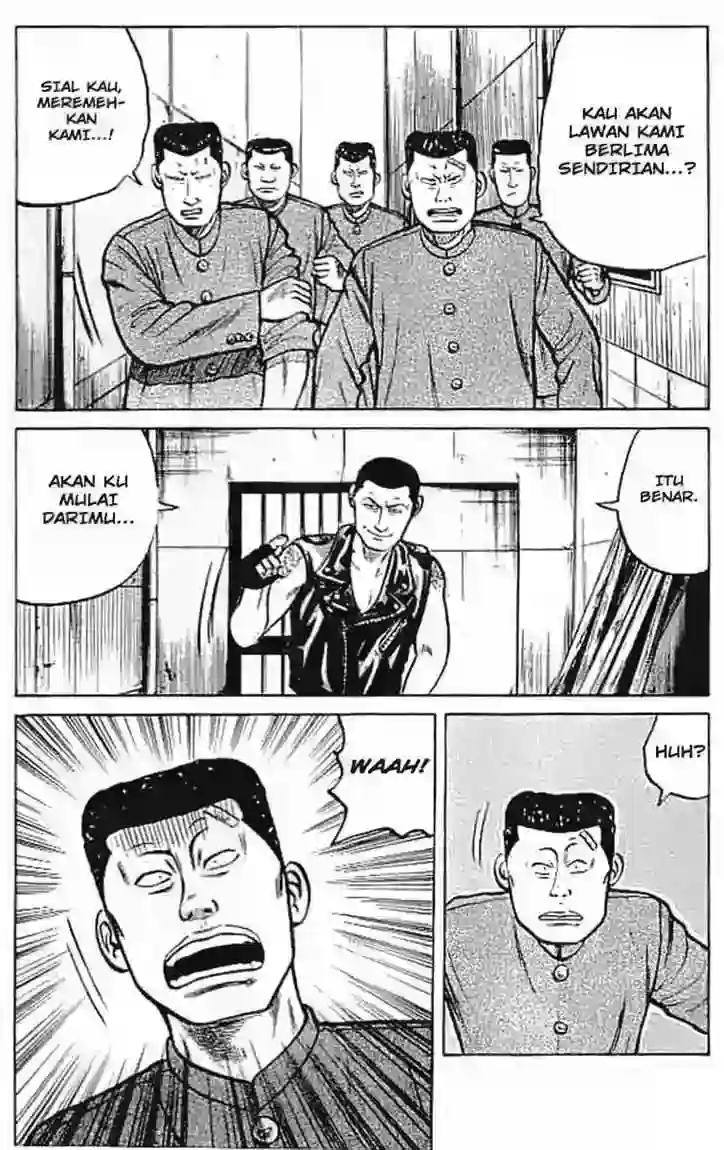 KAU AKAN
LAWAN KAMI
BERLIMA
SENDIRIAN...?
SIAL KAU,
MEREMEH-
KAN
KAMI...!
ITU
BENAR.
AKAN KU
MULAI
DARIMU...
HUH?
WAAH!